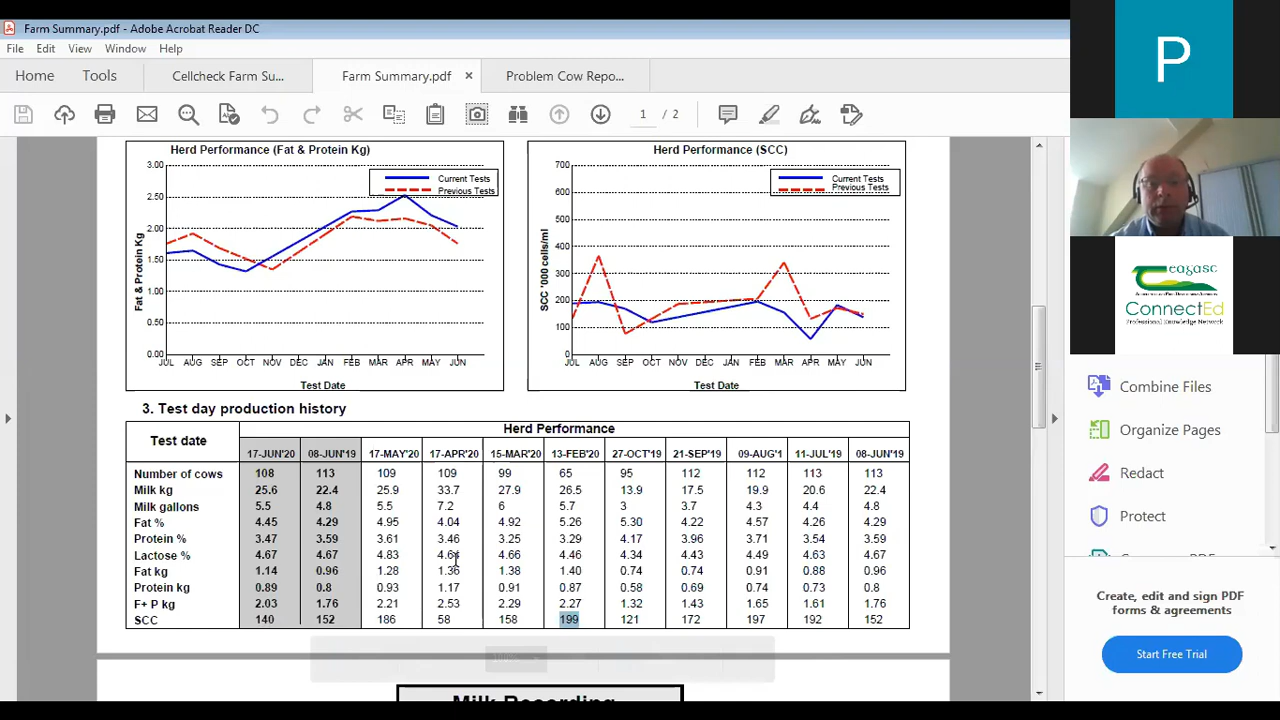 Farm Summary.pdf - Adobe Acrobat Reader DC
File Edit View Window Help
Home Tools Cellcheck Farm Su... Farm Summary.pdf × Problem Cow Repo...
1 / 2
P
Herd Performance (Fat & Protein Kg)
Current Tests
Previous Tests
3.00
2.50
2.00
1.50
1.00
0.50
0.00
Fat & Protein Kg
JUL AUG SEP OCT NOV DEC JAN FEB MAR APR MAY JUN
Test Date
Herd Performance (SCC)
Current Tests
Previous Tests
700
600
500
400
300
200
100
0
SCC '000 cells/ml
JUL AUG SEP OCT NOV DEC JAN FEB MAR APR MAY JUN
Test Date
eagasc
ConnectEd
Professional Knowledge Network
3. Test day production history
Test date
Herd Performance
17-JUN'20 08-JUN'19 17-MAY'20 17-APR'20 15-MAR'20 13-FEB'20 27-OCT'19 21-SEP'19 09-AUG'1 11-JUL'19 08-JUN'19
Number of cows 108 113 109 109 99 65 95 112 112 113 113
Milk kg 25.6 22.4 25.9 33.7 27.9 26.5 13.9 17.5 19.9 20.6 22.4
Milk gallons 5.5 4.8 5.5 7.2 6 5.7 3 3.7 4.3 4.4 4.8
Fat % 4.45 4.29 4.95 4.04 4.92 5.26 5.30 4.22 4.57 4.26 4.29
Protein % 3.47 3.59 3.61 3.46 3.25 3.29 4.17 3.96 3.71 3.54 3.59
Lactose % 4.67 4.67 4.83 4.66 4.46 4.34 4.43 4.49 4.63 4.67
Fat kg 1.14 0.96 1.28 1.36 1.38 1.40 0.74 0.74 0.91 0.88 0.96
Protein kg 0.89 0.8 0.93 1.17 0.91 0.87 0.58 0.69 0.74 0.73 0.8
F+ P kg 2.03 1.76 2.21 2.53 2.29 2.27 1.32 1.43 1.65 1.61 1.76
SCC 140 152 186 58 158 199 121 172 197 192 152
Milk Recording
Combine Files
Organize Pages
Redact
Protect
Create, edit and sign PDF
forms & agreements
Start Free Trial